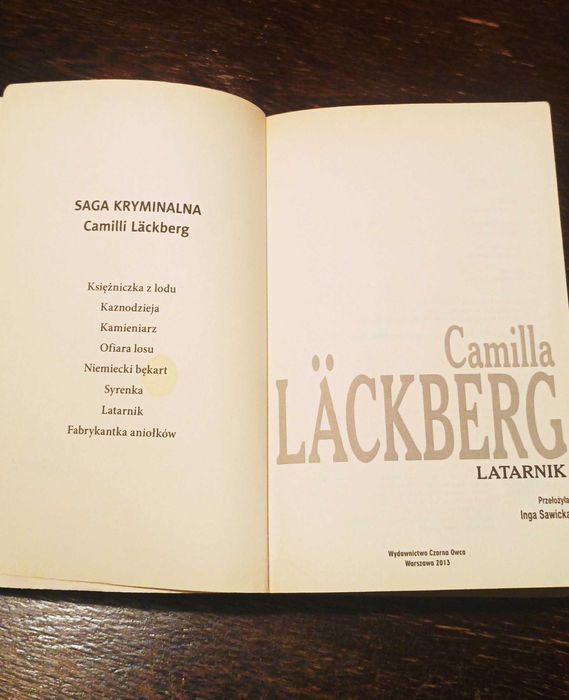 SAGA KRYMINALNA
Camilli Läckberg
Księżniczka z lodu
Kaznodzieja
Kamieniarz
Ofiara losu
Niemiecki bękart
Syrenka
Latarnik
Fabrykantka aniołków
Camilla
LÄCKBERG
LATARNIK
Przełożyła
Inga Sawicka
Wydawnictwo Czarna Owca
Warszawa 2013